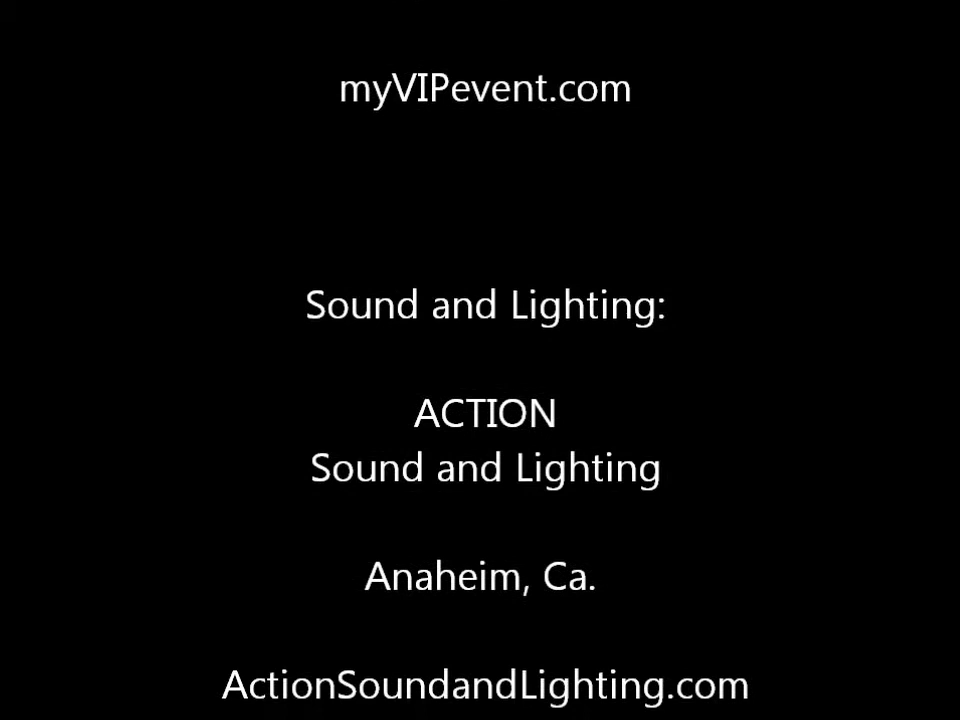 myVIPevent.com
Sound and Lighting:
ACTION
Sound and Lighting
Anaheim, Ca.
ActionSoundandLighting.com